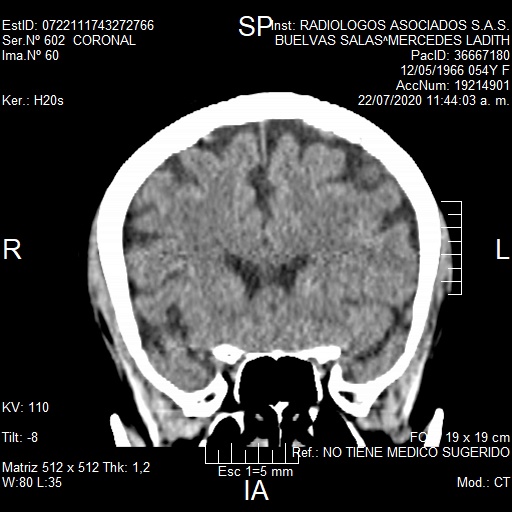 EstID: 0722111743272766
Ser.Nº 602 CORONAL
Ima.Nº 60
Ker.: H20s
SP
Inst: RADIOLOGOS ASOCIADOS S.A.S.
BUELVAS SALAS^MERCEDES LADITH
PacID: 36667180
12/05/1966 054Y F
AccNum: 19214901
22/07/2020 11:44:03 a. m.
R
L
KV: 110
Tilt: -8
Matriz 512 x 512 Thk: 1,2
W:80 L:35
Esc 1=5 mm
IA
19 x 19 cm
Ref.: NO TIENE MEDICO SUGERIDO
Mod.: CT